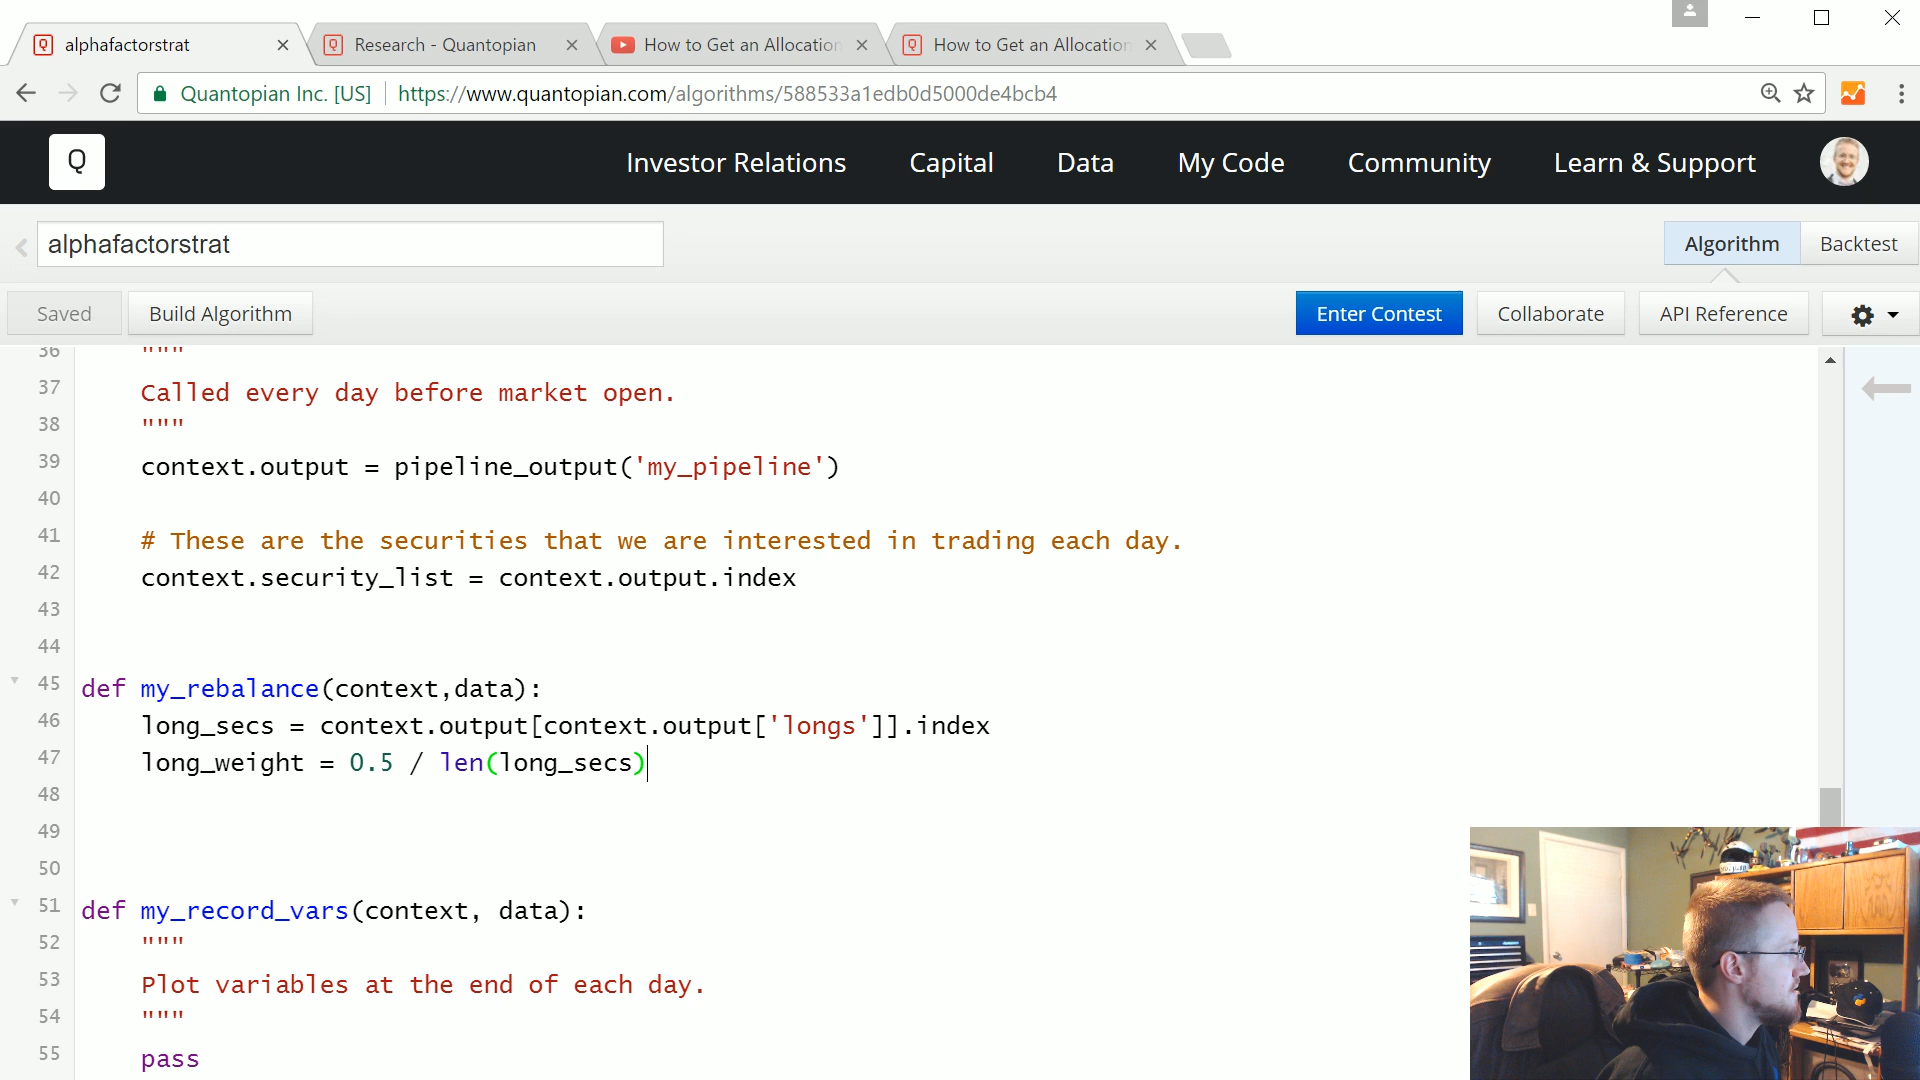 alphafactorstrat
Research - Quantopian
How to Get an Allocation
How to Get an Allocation
Quantopian Inc. [US]
https://www.quantopian.com/algorithms/588533a1edb0d5000de4bcb4
Q
Investor Relations
Capital
Data
My Code
Community
Learn & Support
alphafactorstrat
Algorithm
Backtest
Saved
Build Algorithm
Enter Contest
Collaborate
API Reference
36 """
37 Called every day before market open.
38 """
39 context.output = pipeline_output('my_pipeline')
40
41 # These are the securities that we are interested in trading each day.
42 context.security_list = context.output.index
43
44
45 def my_rebalance(context,data):
46 long_secs = context.output[context.output['longs']].index
47 long_weight = 0.5 / len(long_secs)
48
49
50
51 def my_record_vars(context, data):
52 """
53 Plot variables at the end of each day.
54 """
55 pass